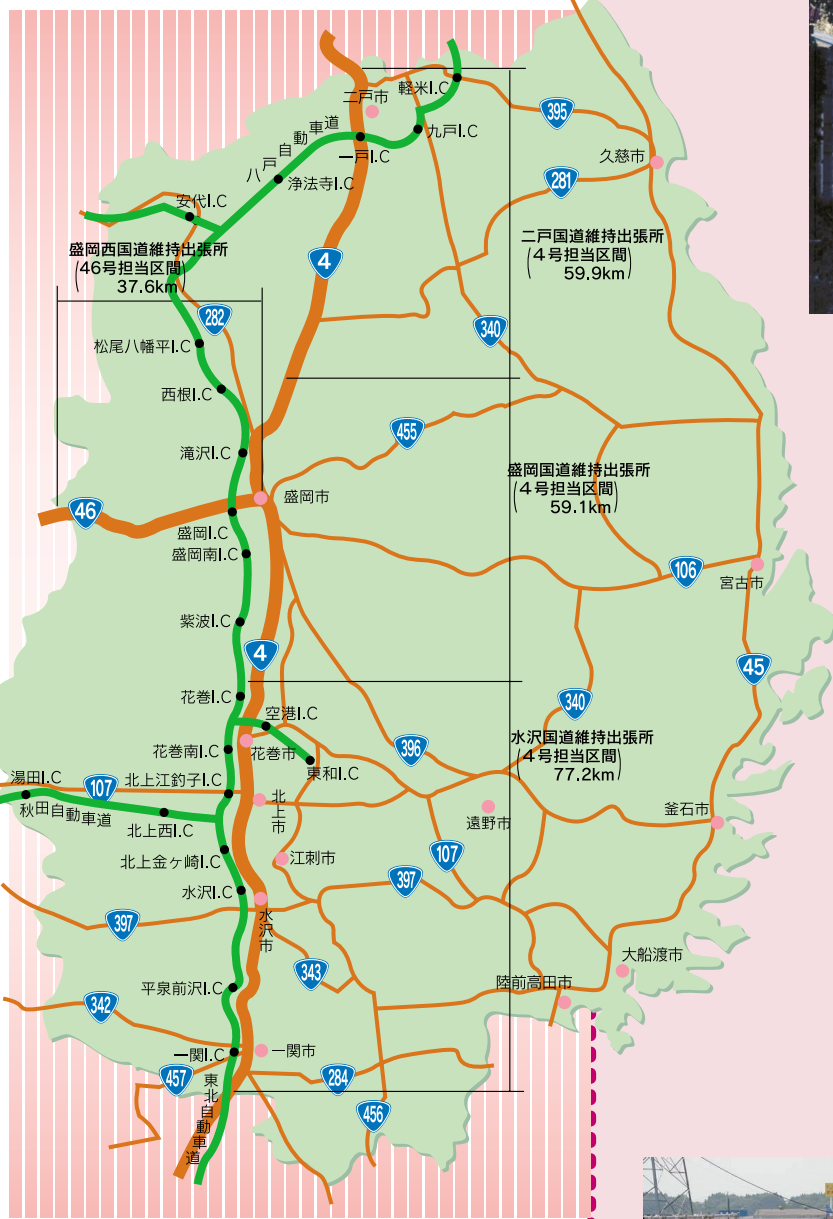 軽米I.C
二戸市
395
九戸I.C
八戸自動車道
一戸I.C
久慈市
浄法寺I.C
281
安代I.C
二戸国道維持出張所
(4号担当区間)
59.9km
盛岡西国道維持出張所
(46号担当区間)
37.6km
4
282
340
松尾八幡平I.C
西根I.C
455
滝沢I.C
盛岡国道維持出張所
(4号担当区間)
59.1km
盛岡市
46
盛岡I.C
盛岡南I.C
106
宮古市
紫波I.C
4
45
花巻I.C
340
空港I.C
水沢国道維持出張所
(4号担当区間)
77.2km
396
花巻南I.C
花巻市
東和I.C
湯田I.C
107
北上江釣子I.C
秋田自動車道
北上市
遠野市
釜石市
北上西I.C
107
北上金ヶ崎I.C
江刺市
397
水沢I.C
397
水沢市
大船渡市
343
陸前高田市
平泉前沢I.C
342
一関I.C
一関市
457
284
東北自動車道
456